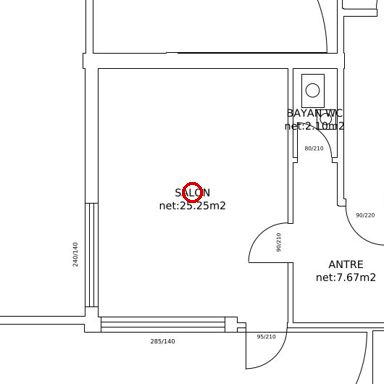 BAYAN WC
net:2.10m2
80/210
SALON
net:25.25m2
90/220
240/140
90/210
ANTRE
net:7.67m2
285/140
95/210